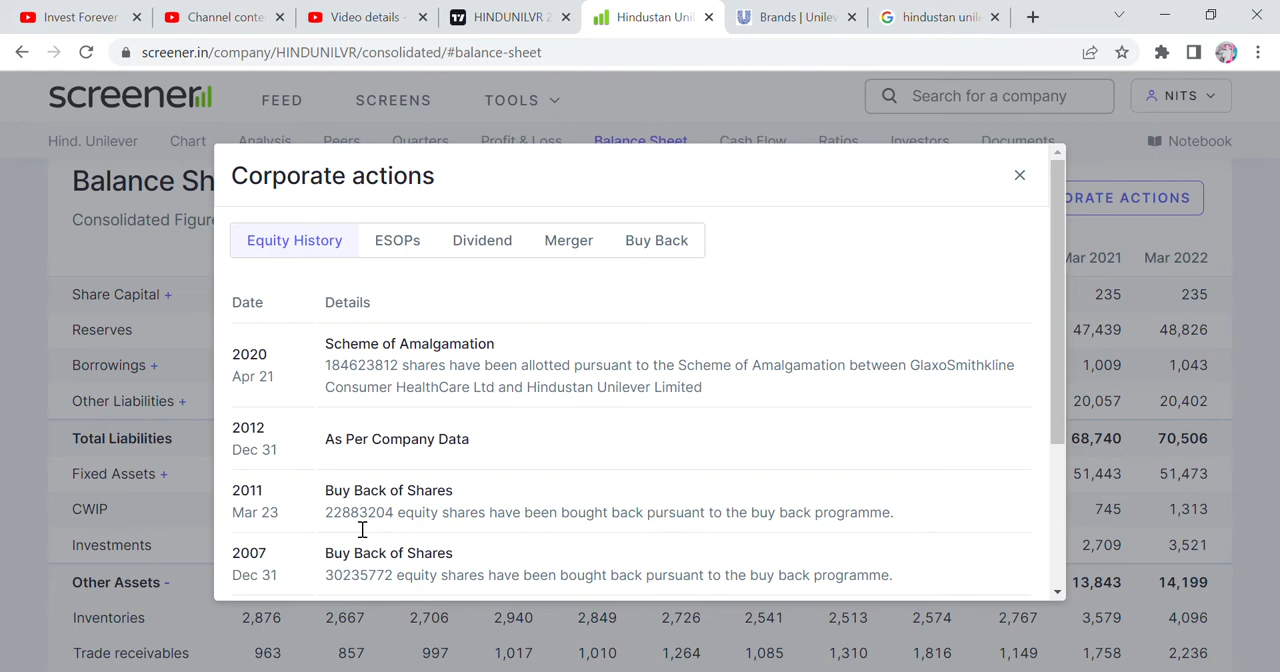 Invest Forever
Channel conte
Video details -
HINDUNILVR 2
Hindustan Unil
Brands | Unilev
hindustan unil
screener.in/company/HINDUNILVR/consolidated/#balance-sheet
screener
FEED
SCREENS
TOOLS
Search for a company
NITS
Hind. Unilever Chart Analysis Peers Quarters Profit & Loss Balance Sheet Cash Flow Ratios Investors Documents Notebook
Balance Sh
Consolidated Figure
ORATE ACTIONS
Corporate actions
Equity History ESOPs Dividend Merger Buy Back
Date Details
2020
Apr 21
Scheme of Amalgamation
184623812 shares have been allotted pursuant to the Scheme of Amalgamation between GlaxoSmithkline
Consumer HealthCare Ltd and Hindustan Unilever Limited
2012
Dec 31
As Per Company Data
2011
Mar 23
Buy Back of Shares
22883204 equity shares have been bought back pursuant to the buy back programme.
2007
Dec 31
Buy Back of Shares
30235772 equity shares have been bought back pursuant to the buy back programme.
Mar 2021 Mar 2022
Share Capital + 235 235
Reserves 47,439 48,826
Borrowings + 1,009 1,043
Other Liabilities + 20,057 20,402
Total Liabilities 68,740 70,506
Fixed Assets + 51,443 51,473
CWIP 745 1,313
Investments 2,709 3,521
Other Assets - 13,843 14,199
Inventories 2,876 2,667 2,706 2,940 2,849 2,726 2,541 2,513 2,574 2,767 3,579 4,096
Trade receivables 963 857 997 1,017 1,010 1,264 1,085 1,310 1,816 1,149 1,758 2,236